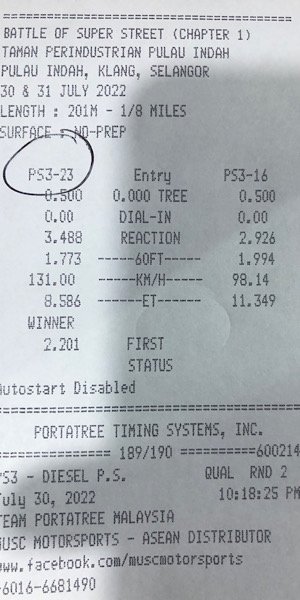 =================================
BATTLE OF SUPER STREET (CHAPTER 1)
TAMAN PERINDUSTRIAN PULAU INDAH
PULAU INDAH, KLANG, SELANGOR
30 & 31 JULY 2022
LENGTH : 201M - 1/8 MILES
SURFACE : NO-PREP
PS3-23 Entry PS3-16
0.500 0.000 TREE 0.500
0.00 DIAL-IN 0.00
3.488 REACTION 2.926
1.773 -----60FT----- 1.994
131.00 -----KM/H----- 98.14
8.586 ------ET------ 11.349
WINNER
2.201 FIRST
STATUS
Autostart Disabled
=================================
PORTATREE TIMING SYSTEMS, INC.
=============== 189/190 ==========600214
PS3 - DIESEL P.S. QUAL RND 2
July 30, 2022 10:18:25 PM
TEAM PORTATREE MALAYSIA
MUSC MOTORSPORTS - ASEAN DISTRIBUTOR
www.facebook.com/muscmotorsports
-6016-6681490